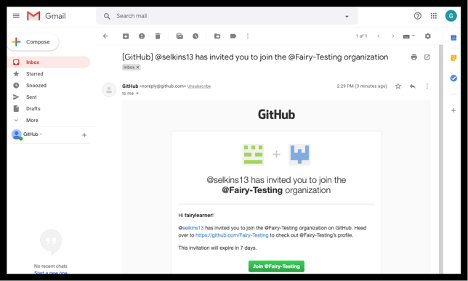 Gmail
Search mail
G
Compose
1 of 1
Inbox
Starred
Snoozed
Sent
Drafts
More
GitHub
[GitHub] @selkins13 has invited you to join the @Fairy-Testing organization
Inbox ×
GitHub <noreply@github.com> Unsubscribe
2:29 PM (3 minutes ago)
to me
GitHub
+
@selkins13 has invited you to join the
@Fairy-Testing organization
Hi fairylearner!
@selkins13 has invited you to join the @Fairy-Testing organization on GitHub. Head
over to https://github.com/Fairy-Testing to check out @Fairy-Testing's profile.
This invitation will expire in 7 days.
Join @Fairy-Testing
No recent chats
Start a new one